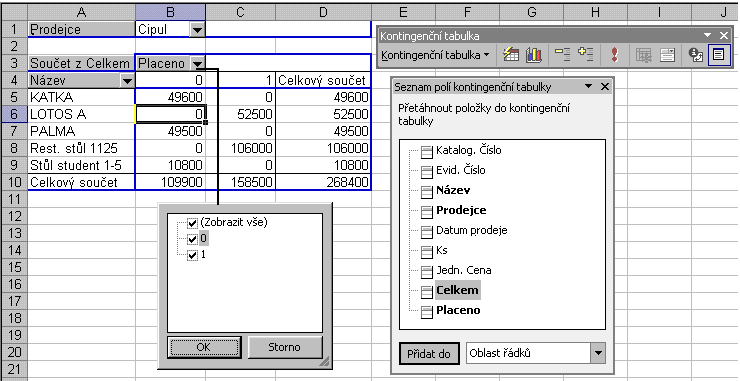 A B C D E F G H I J
1 Prodejce Cipul
2
3 Součet z Celkem Placeno
4 Název 0 1 Celkový součet
5 KATKA 49600 0 49600
6 LOTOS A 0 52500 52500
7 PALMA 49500 0 49500
8 Rest. stůl 1125 0 106000 106000
9 Stůl student 1-5 10800 0 10800
10 Celkový součet 109900 158500 268400
11
12
13
14
15
16
17
18
19
20
21
(Zobrazit vše)
0
1
OK Storno
Kontingenční tabulka
Kontingenční tabulka
Seznam polí kontingenční tabulky
Přetáhnout položky do kontingenční
tabulky
Katalog. Číslo
Evid. Číslo
Název
Prodejce
Datum prodeje
Ks
Jedn. Cena
Celkem
Placeno
Přidat do Oblast řádků